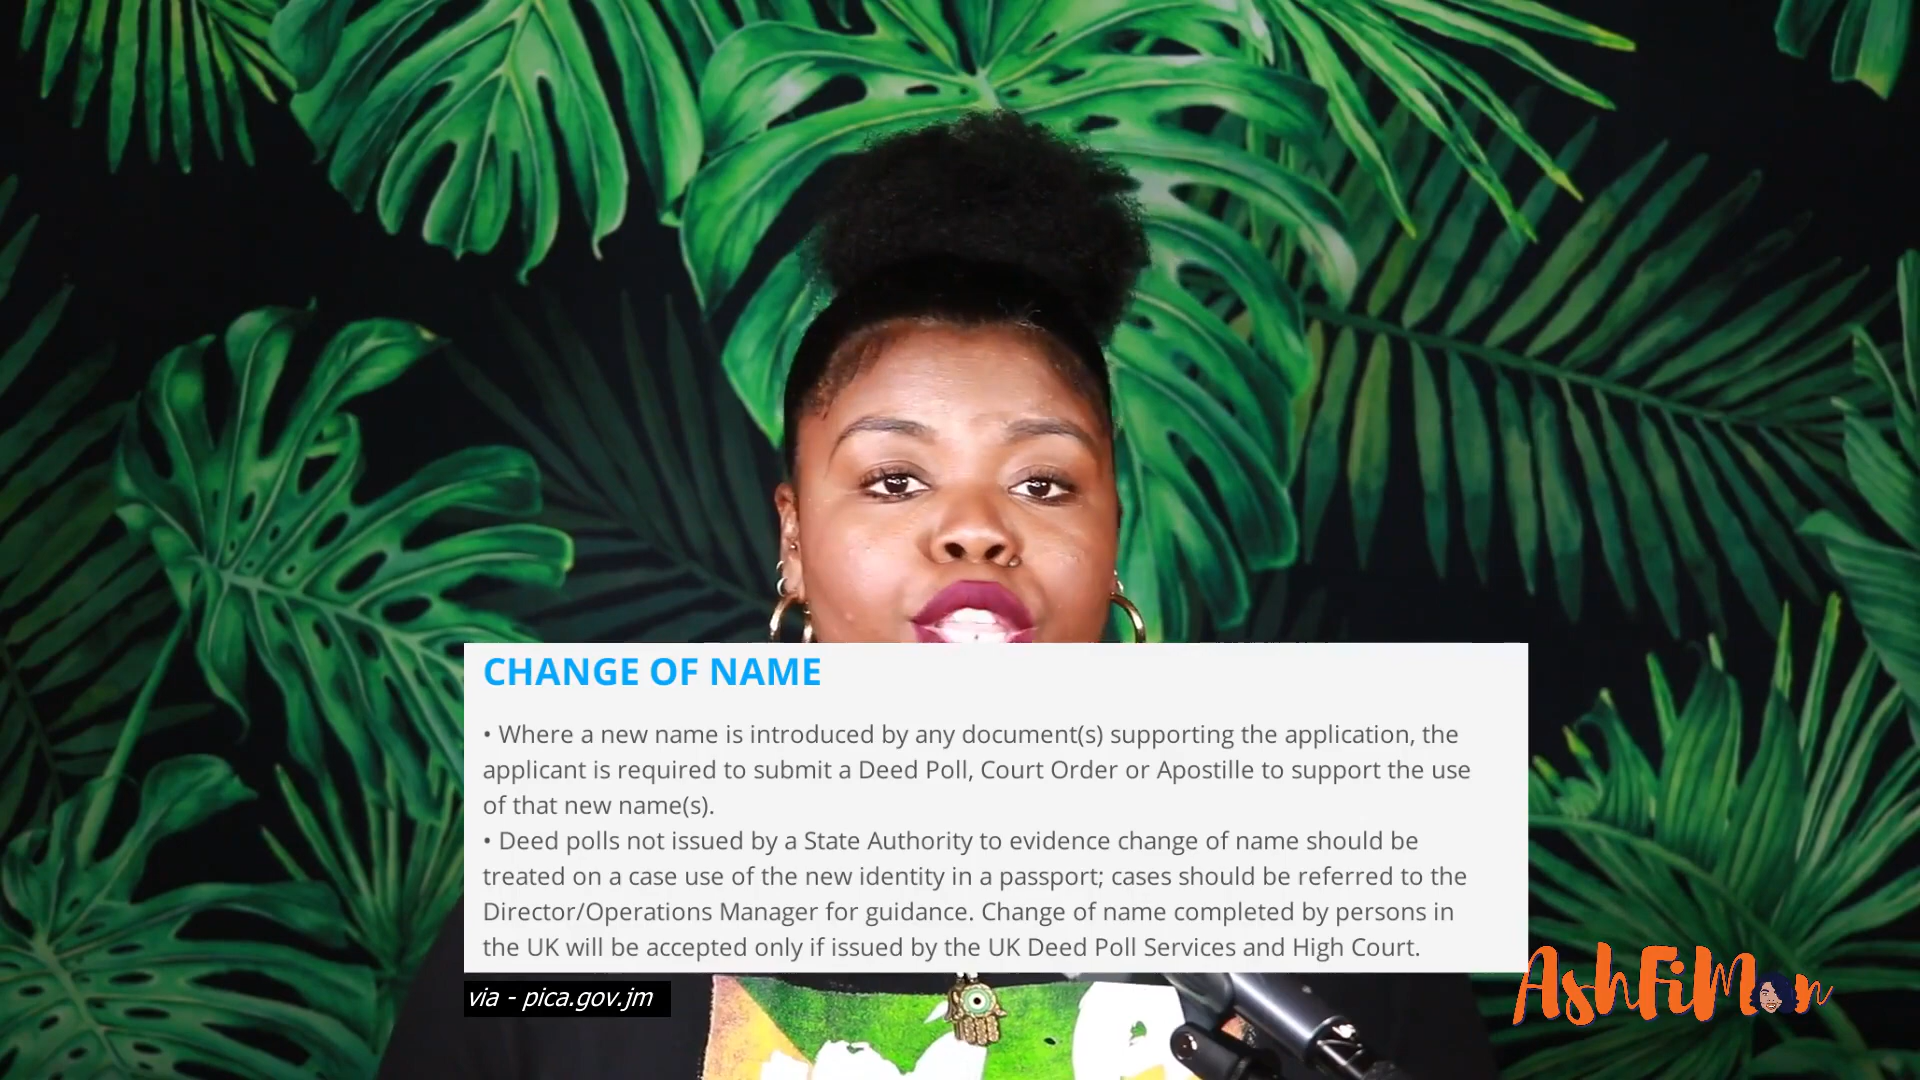 CHANGE OF NAME
• Where a new name is introduced by any document(s) supporting the application, the
applicant is required to submit a Deed Poll, Court Order or Apostille to support the use
of that new name(s).
• Deed polls not issued by a State Authority to evidence change of name should be
treated on a case use of the new identity in a passport; cases should be referred to the
Director/Operations Manager for guidance. Change of name completed by persons in
the UK will be accepted only if issued by the UK Deed Poll Services and High Court.
via - pica.gov.jm
AshFiMon